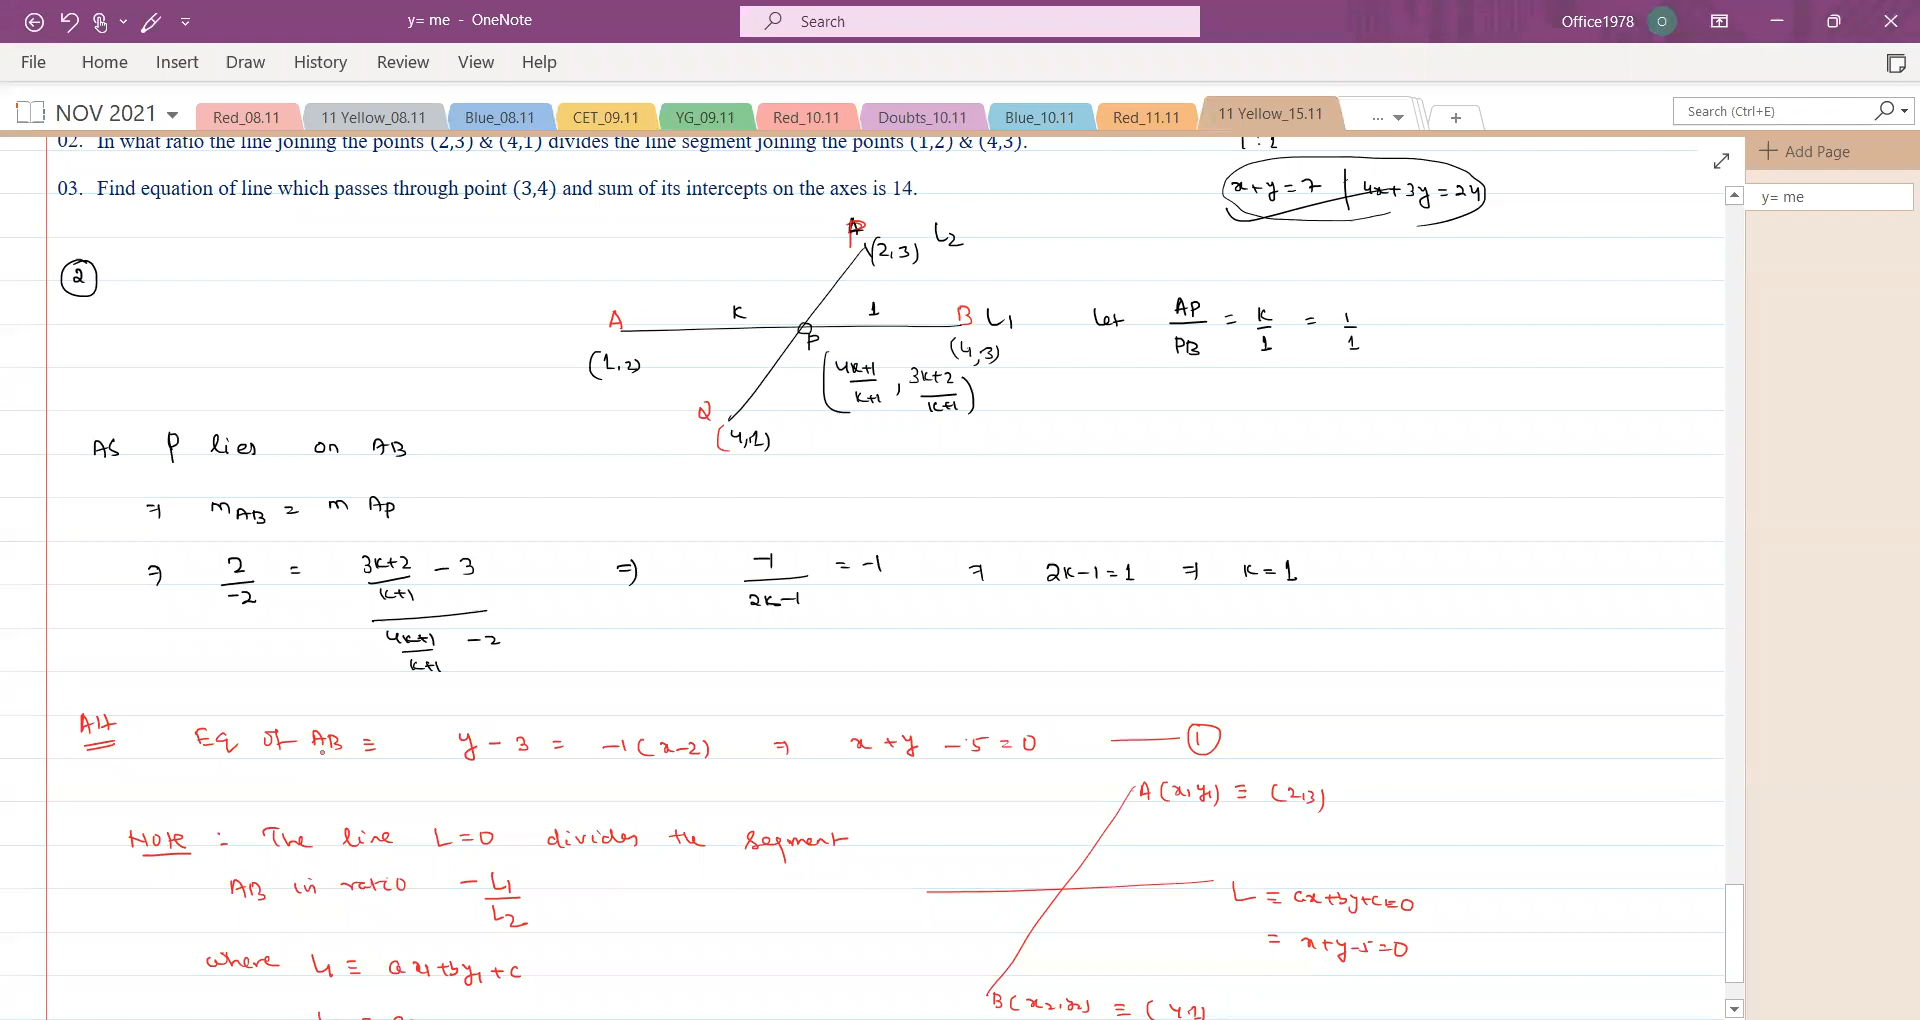 y= me - OneNote
Search
Office1978
O
File Home Insert Draw History Review View Help
NOV 2021
Red_08.11 11 Yellow_08.11 Blue_08.11 CET_09.11 YG_09.11 Red_10.11 Doubts_10.11 Blue_10.11 Red_11.11 11 Yellow_15.11 ... +
Search (Ctrl+E)
Add Page
y= me
02. In what ratio the line joining the points (2,3) & (4,1) divides the line segment joining the points (1,2) & (4,3). 1 : 1
03. Find equation of line which passes through point (3,4) and sum of its intercepts on the axes is 14. x+y=7 | 4x+3y=24
2
P
(2,3) L2
A K 1 B L1
(1,2) P (4,3)
(4K+1/K+1, 3K+2/K+1)
Let AP/PB = K/1 = 1/1
Q
(4,1)
As P lies on AB
⇒ mAB = mAP
⇒ 2/-2 = (3K+2/K+1 - 3)/(4K+1/K+1 - 2) ⇒ -1/2K-1 = -1 ⇒ 2K-1=1 ⇒ K=1
Alt
Eq of AB ≡ y-3 = -1(x-2) ⇒ x+y-5=0 — 1
A(x1y1) ≡ (2,3)
Note : The line L=0 divides the segment
AB in ratio - L1/L2
L ≡ ax+by+c=0
= x+y-5=0
where L1 ≡ ax1+by1+c
B(x2,y2) ≡